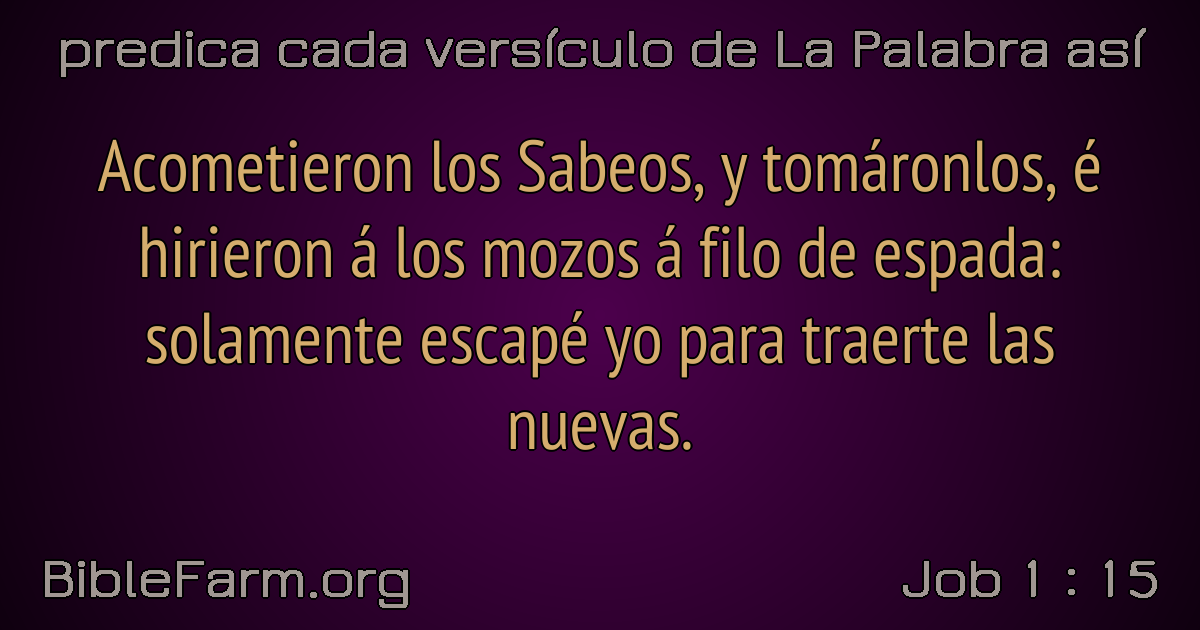 predica cada versículo de La Palabra así
Acometieron los Sabeos, y tomáronlos, é
hirieron á los mozos á filo de espada:
solamente escapé yo para traerte las
nuevas.
BibleFarm.org
Job 1 : 15